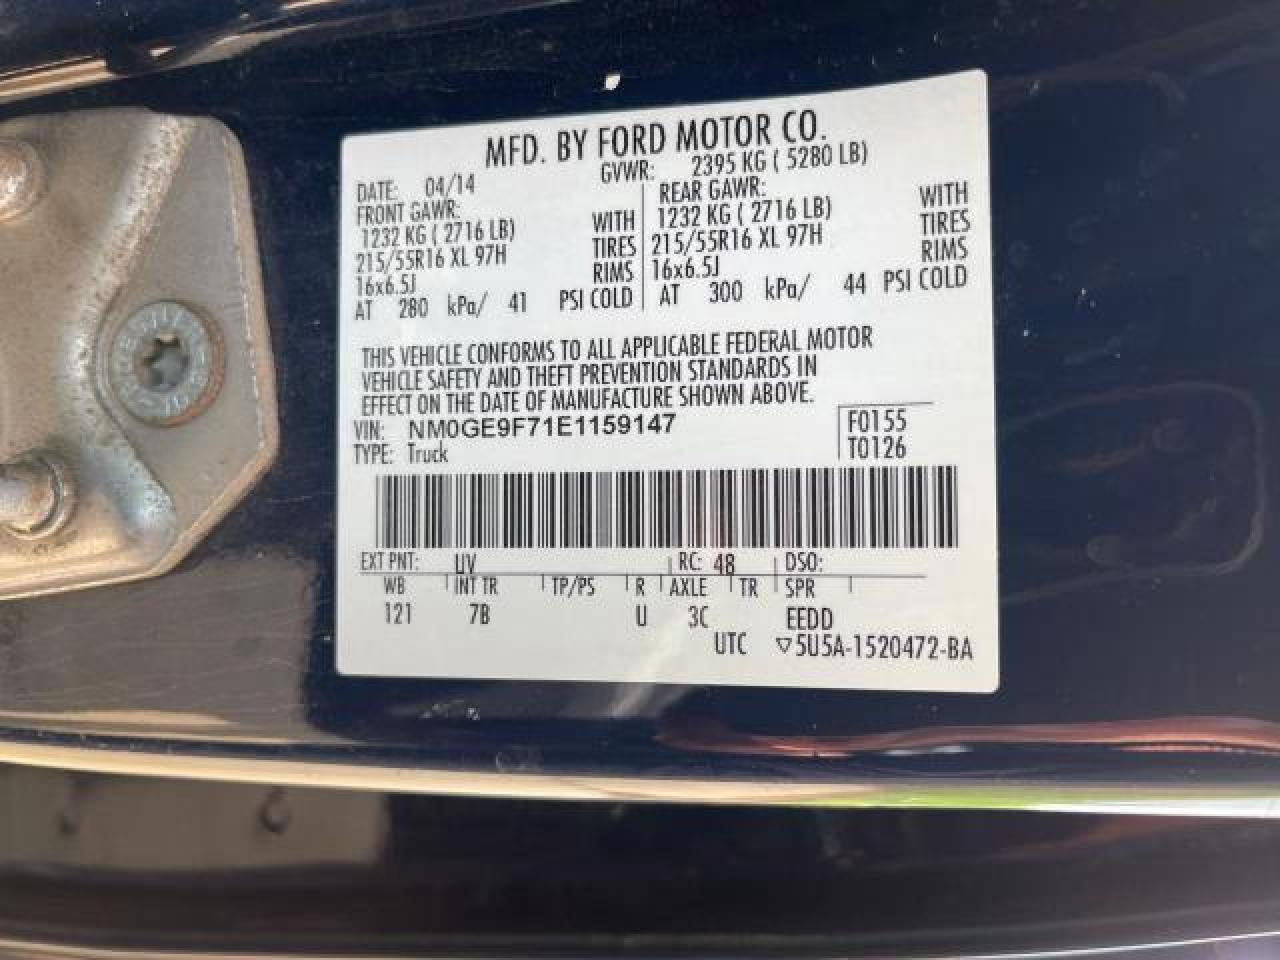 MFD. BY FORD MOTOR CO.
DATE: 04/14 GVWR: 2395 KG ( 5280 LB)
FRONT GAWR:
1232 KG ( 2716 LB) WITH
215/55R16 XL 97H TIRES
16x6.5J RIMS
AT 280 kPa/ 41 PSI COLD
REAR GAWR:
1232 KG ( 2716 LB) WITH
215/55R16 XL 97H TIRES
16x6.5J RIMS
AT 300 kPa/ 44 PSI COLD
THIS VEHICLE CONFORMS TO ALL APPLICABLE FEDERAL MOTOR
VEHICLE SAFETY AND THEFT PREVENTION STANDARDS IN
EFFECT ON THE DATE OF MANUFACTURE SHOWN ABOVE.
VIN: NM0GE9F71E1159147 F0155
TYPE: Truck T0126
EXT PNT: UV RC: 48 DSO:
WB INT TR TP/PS R AXLE TR SPR
121 7B U 3C EEDD
UTC ▽5U5A-1520472-BA